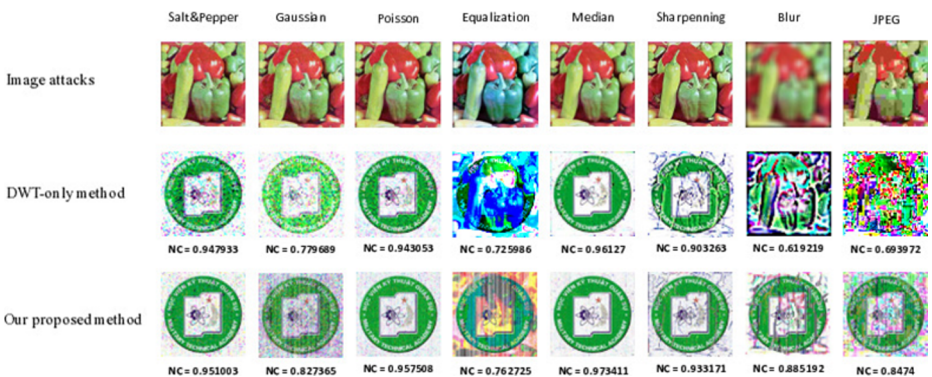 Salt&Pepper Gaussian Poisson Equalization Median Sharpenning Blur JPEG
Image attacks
DWT-only method
NC = 0.947933 NC = 0.779689 NC = 0.943053 NC = 0.725986 NC = 0.96127 NC = 0.903263 NC = 0.619219 NC = 0.693972
Our proposed method
NC = 0.951003 NC = 0.827365 NC = 0.957508 NC = 0.762725 NC = 0.973411 NC = 0.933171 NC = 0.885192 NC = 0.8474